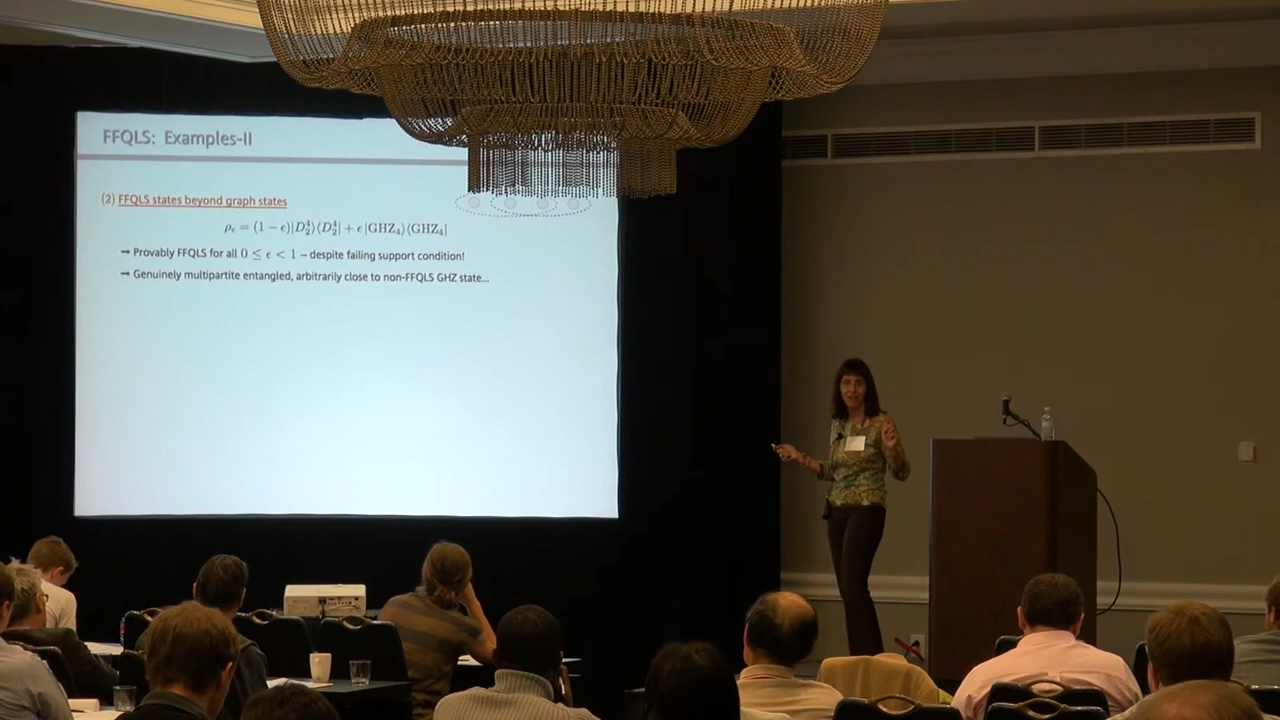 FFQLS: Examples-II
(2) FFQLS states beyond graph states
ρ_ϵ = (1 − ϵ)|D_2^4⟩⟨D_2^4| + ϵ |GHZ_4⟩⟨GHZ_4|
➞ Provably FFQLS for all 0 ≤ ϵ < 1 – despite failing support condition!
➞ Genuinely multipartite entangled, arbitrarily close to non-FFQLS GHZ state...